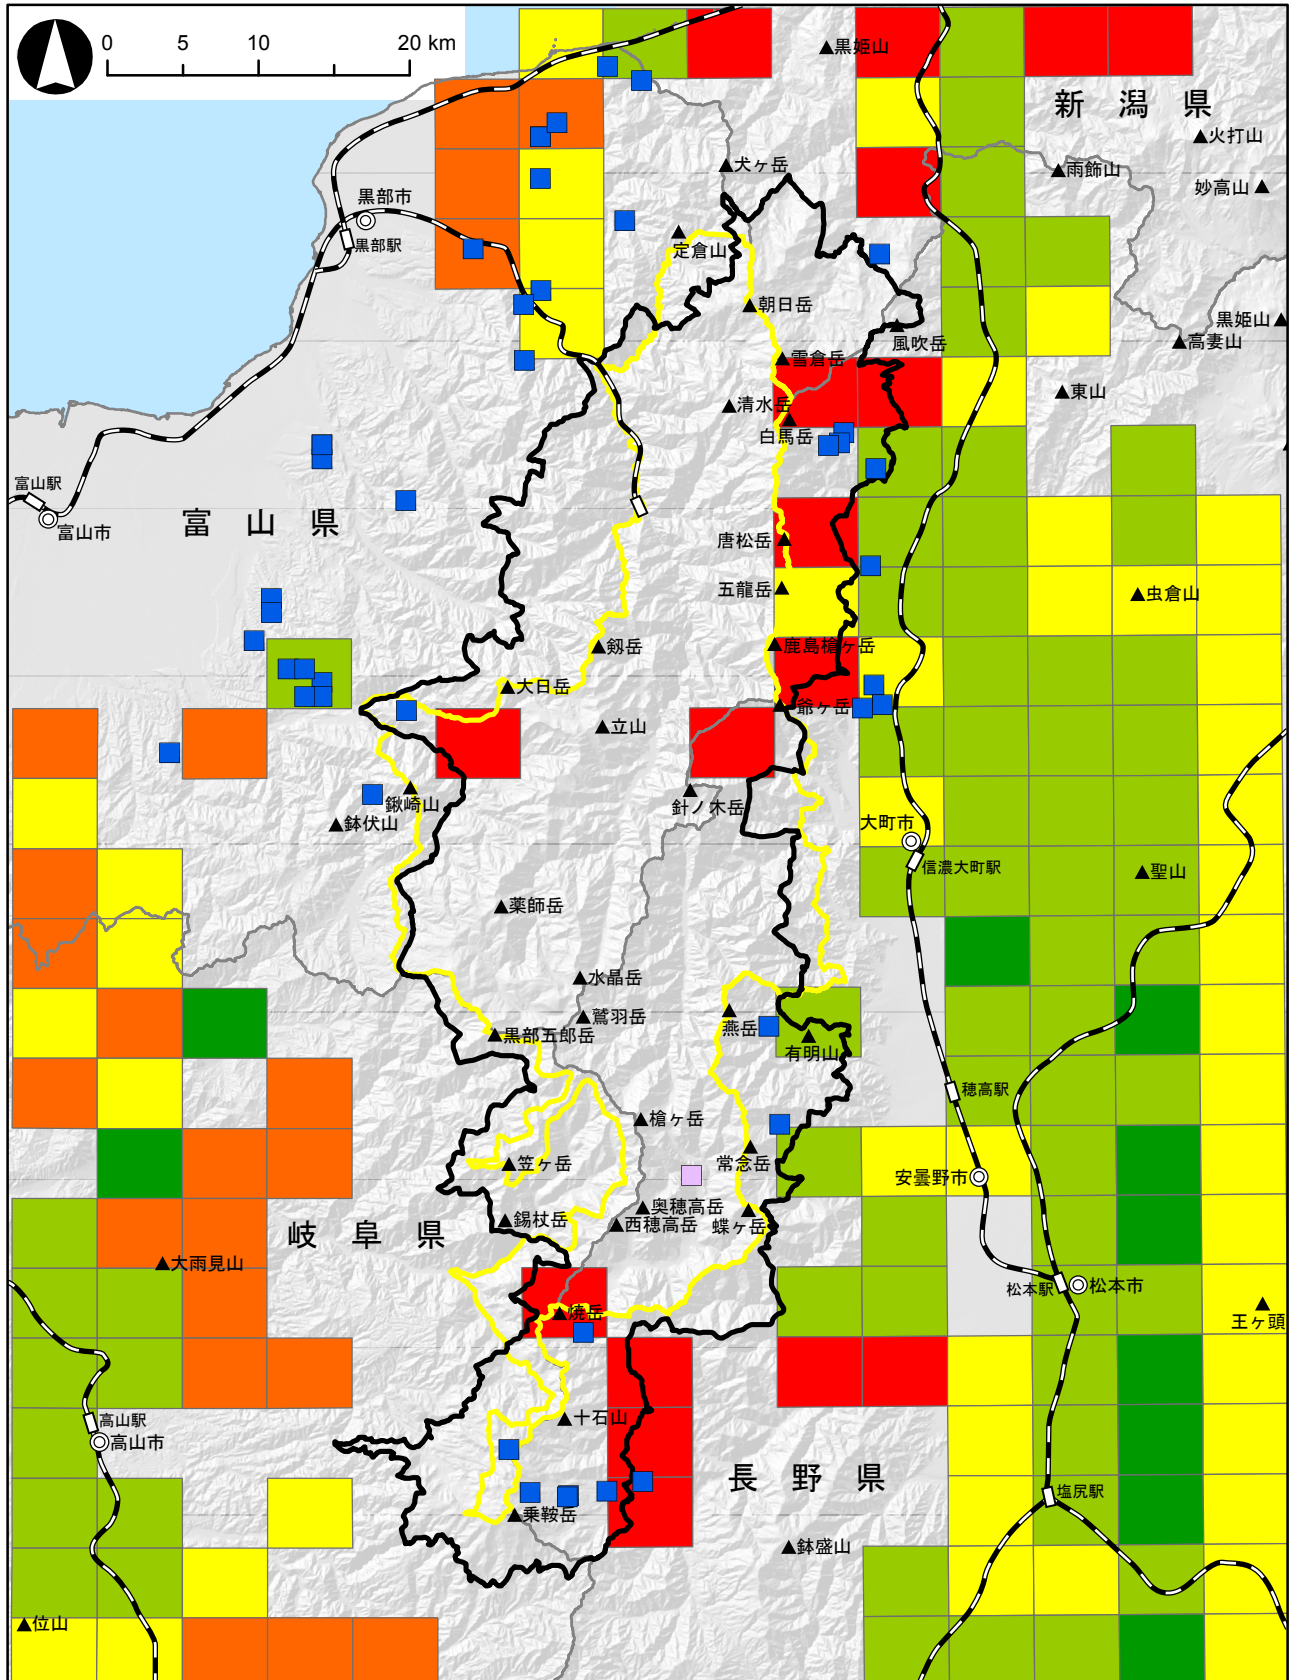 0 5 10 20 km
▲黒姫山
新潟県
▲火打山
▲犬ヶ岳
▲雨飾山
妙高山▲
黒部市
黒部駅
定倉山
朝日岳
黒姫山▲
風吹岳
高妻山
雪倉岳
▲東山
▲清水岳
白馬岳
富山駅
富山市
富山県
唐松岳▲
五龍岳▲
▲虫倉山
▲剱岳
▲鹿島槍ヶ岳
▲大日岳
爺ヶ岳
▲立山
鍬崎山
針ノ木岳
▲鉢伏山
大町市
信濃大町駅
▲聖山
▲薬師岳
▲水晶岳
▲鷲羽岳
燕岳
▲黒部五郎岳
有明山
穂高駅
▲槍ヶ岳
▲笠ヶ岳
常念岳
安曇野市
▲奥穂高岳
錫杖岳
▲西穂高岳
蝶ヶ岳
岐阜県
▲大雨見山
松本駅
松本市
▲焼岳
王ヶ頭
▲十石山
高山駅
高山市
長野県
塩尻駅
▲乗鞍岳
▲鉢盛山
▲位山